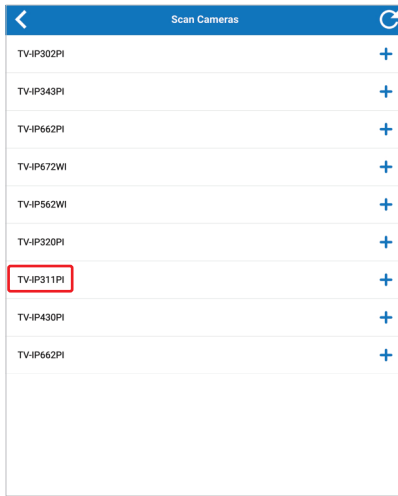 Scan Cameras
TV-IP302PI
TV-IP343PI
TV-IP662PI
TV-IP672WI
TV-IP562WI
TV-IP320PI
TV-IP311PI
TV-IP430PI
TV-IP662PI